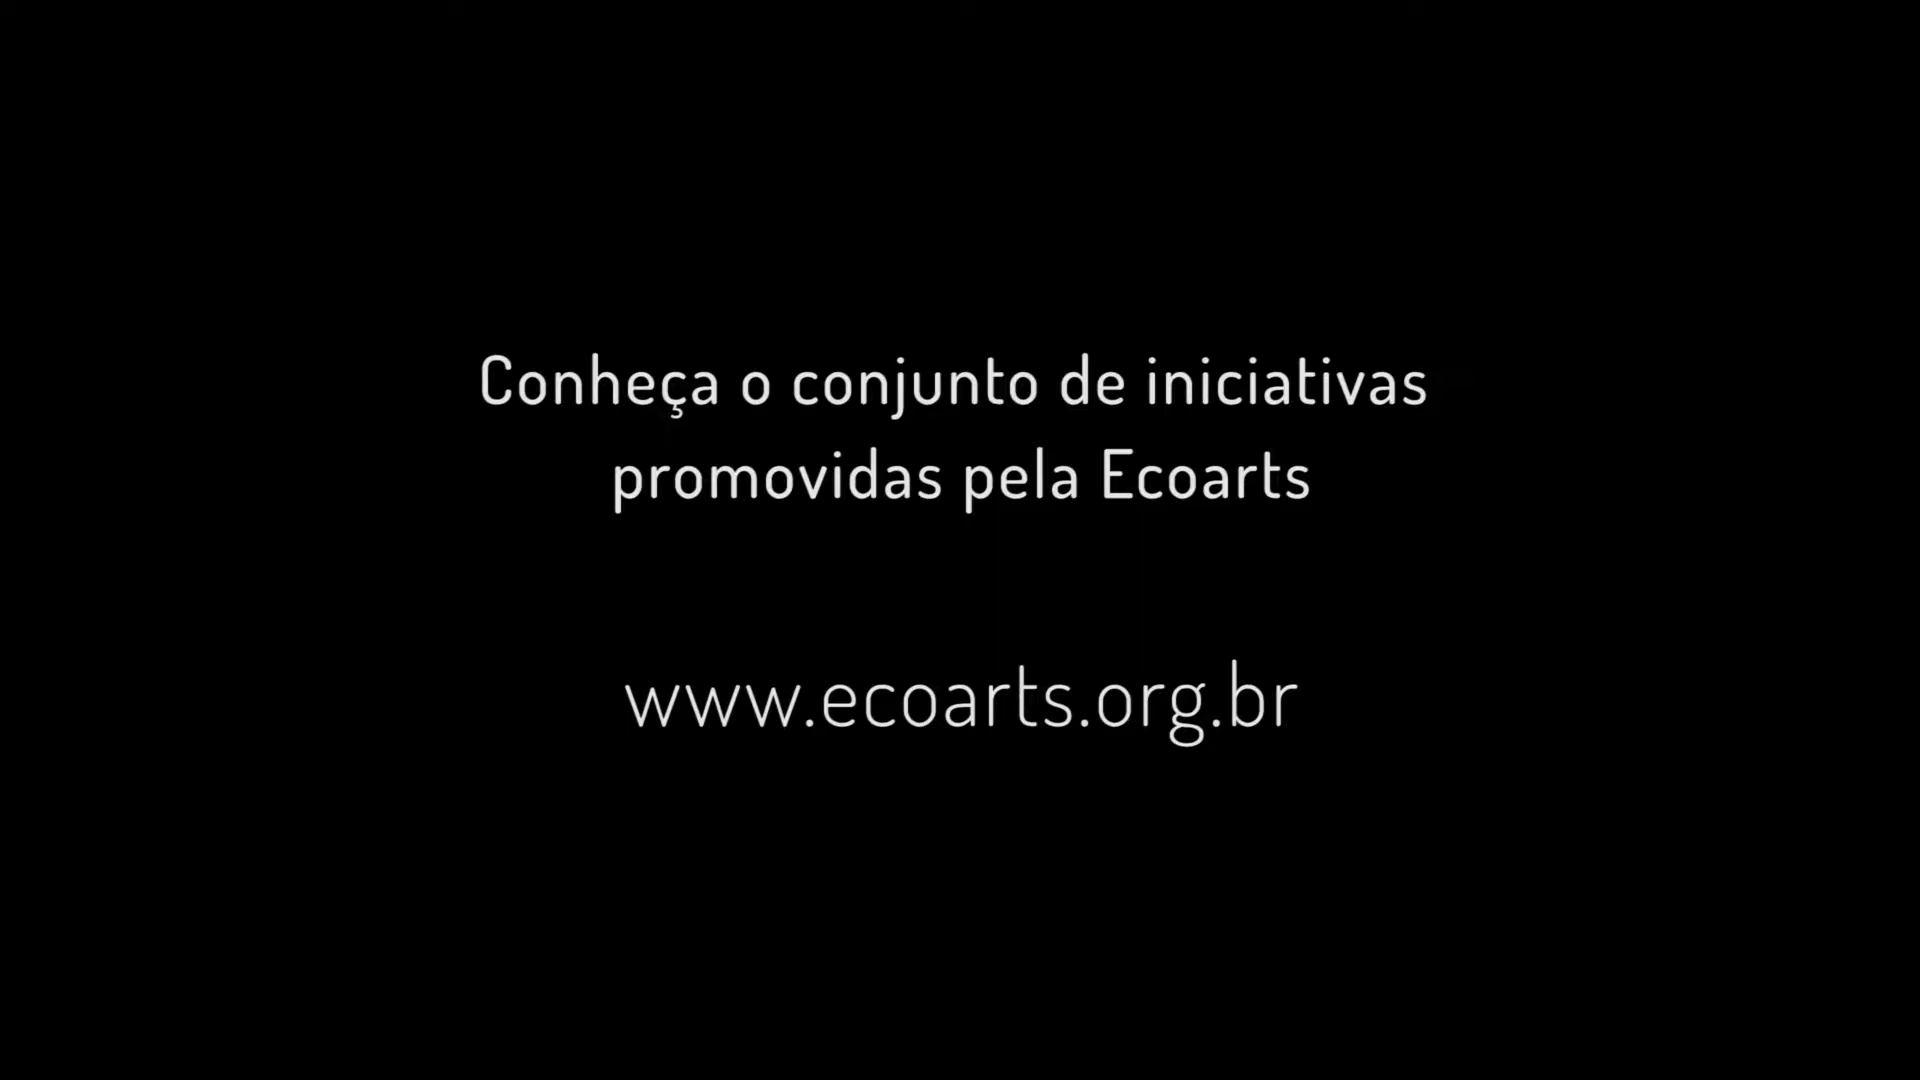 Conheça o conjunto de iniciativas
promovidas pela Ecoarts
www.ecoarts.org.br